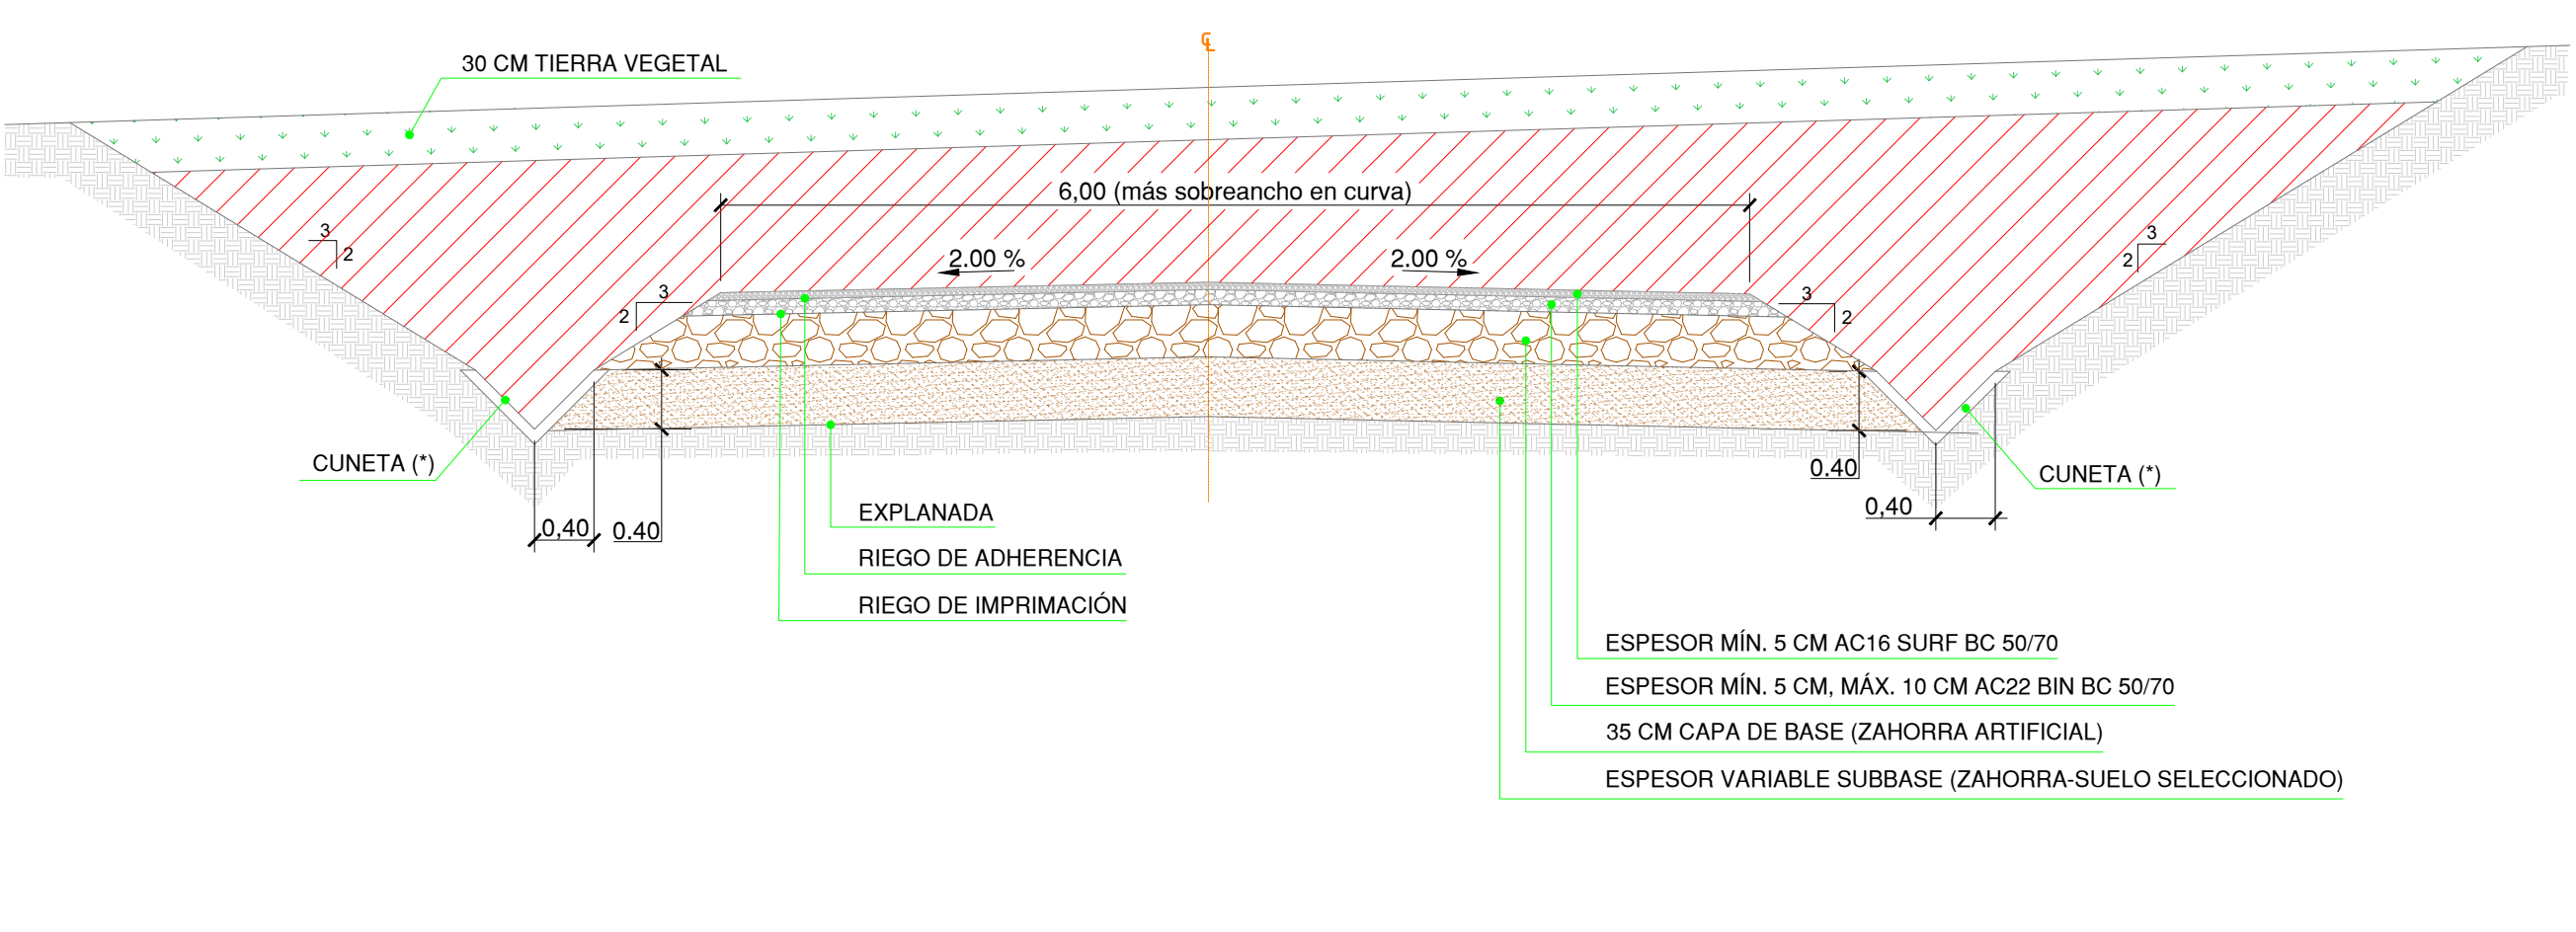 ℄
30 CM TIERRA VEGETAL
6,00 (más sobreancho en curva)
3
2
3
2
2.00 %
2.00 %
3
2
3
2
CUNETA (*)
0.40
CUNETA (*)
0,40
EXPLANADA
0,40
0.40
RIEGO DE ADHERENCIA
RIEGO DE IMPRIMACIÓN
ESPESOR MÍN. 5 CM AC16 SURF BC 50/70
ESPESOR MÍN. 5 CM, MÁX. 10 CM AC22 BIN BC 50/70
35 CM CAPA DE BASE (ZAHORRA ARTIFICIAL)
ESPESOR VARIABLE SUBBASE (ZAHORRA-SUELO SELECCIONADO)